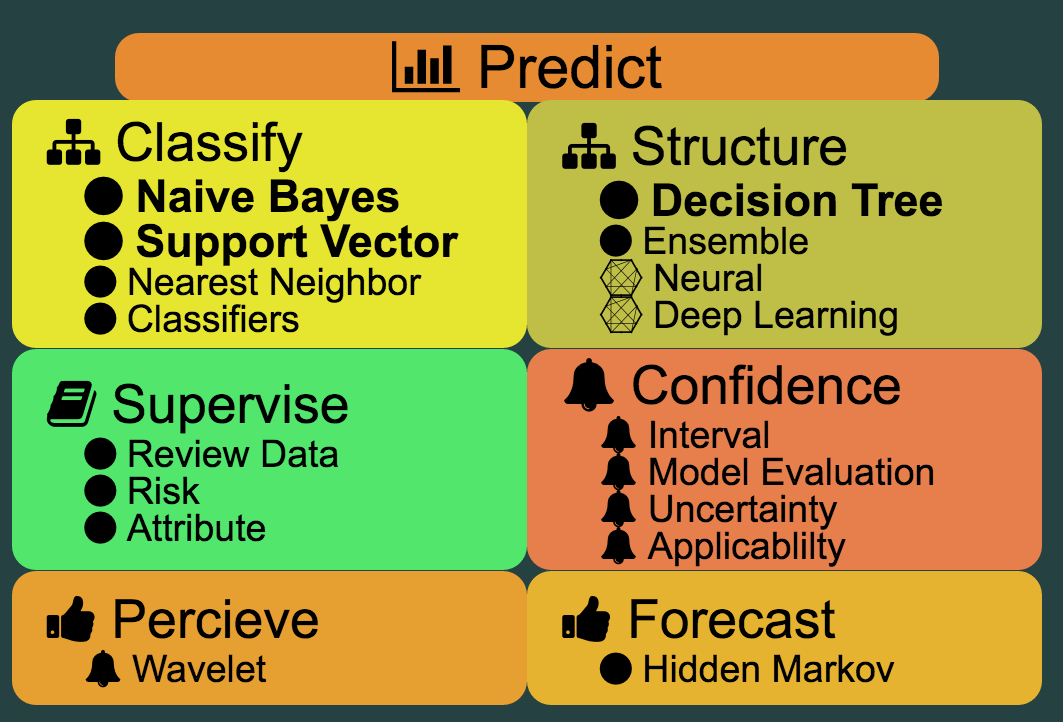 Predict
Classify
Naive Bayes
Support Vector
Nearest Neighbor
Classifiers
Structure
Decision Tree
Ensemble
Neural
Deep Learning
Supervise
Review Data
Risk
Attribute
Confidence
Interval
Model Evaluation
Uncertainty
Applicablilty
Percieve
Wavelet
Forecast
Hidden Markov